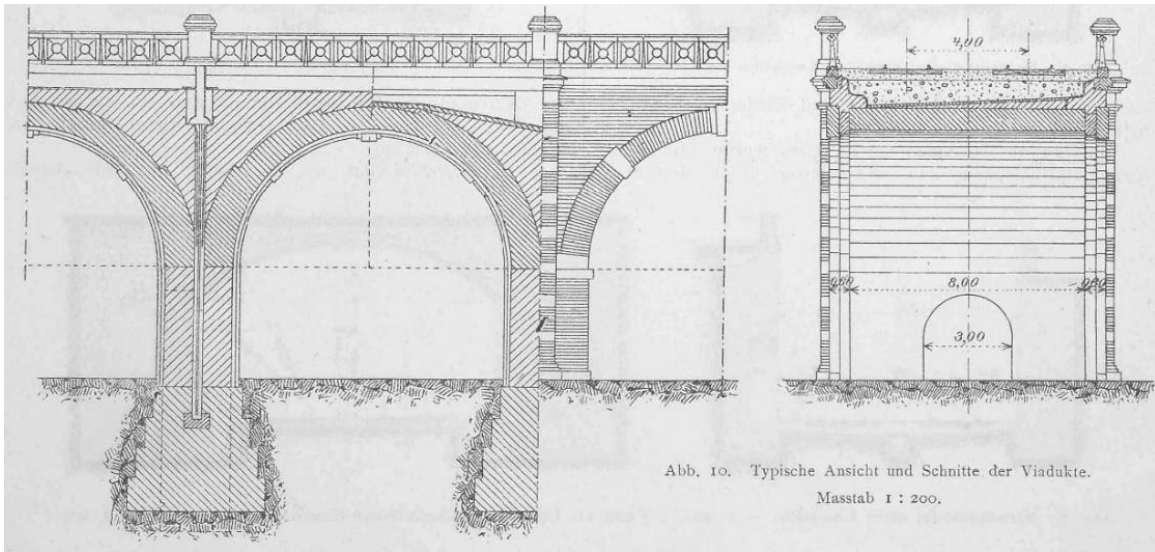 4,00
0,60 8,00 0,60
3,00
Abb. 10. Typische Ansicht und Schnitte der Viadukte.
Masstab 1 : 200.